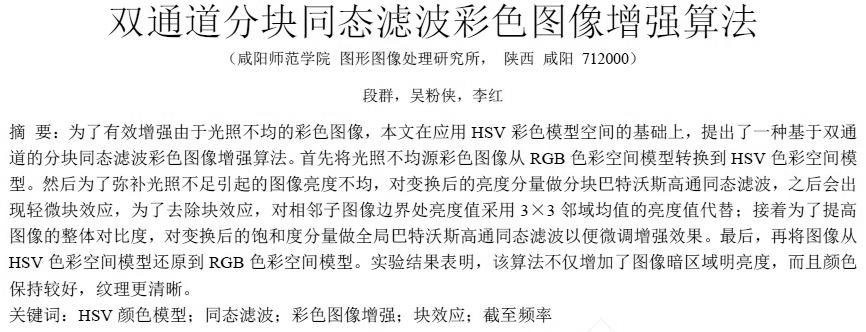 双通道分块同态滤波彩色图像增强算法
（咸阳师范学院 图形图像处理研究所， 陕西 咸阳 712000）
段群，吴粉侠，李红
摘 要：为了有效增强由于光照不均的彩色图像，本文在应用 HSV 彩色模型空间的基础上，提出了一种基于双通
道的分块同态滤波彩色图像增强算法。首先将光照不均源彩色图像从 RGB 色彩空间模型转换到 HSV 色彩空间模
型。然后为了弥补光照不足引起的图像亮度不均，对变换后的亮度分量做分块巴特沃斯高通同态滤波，之后会出
现轻微块效应，为了去除块效应，对相邻子图像边界处亮度值采用 3×3 邻域均值的亮度值代替；接着为了提高
图像的整体对比度，对变换后的饱和度分量做全局巴特沃斯高通同态滤波以便微调增强效果。最后，再将图像从
HSV 色彩空间模型还原到 RGB 色彩空间模型。实验结果表明，该算法不仅增加了图像暗区域明亮度，而且颜色
保持较好，纹理更清晰。
关键词：HSV 颜色模型；同态滤波；彩色图像增强；块效应；截至频率